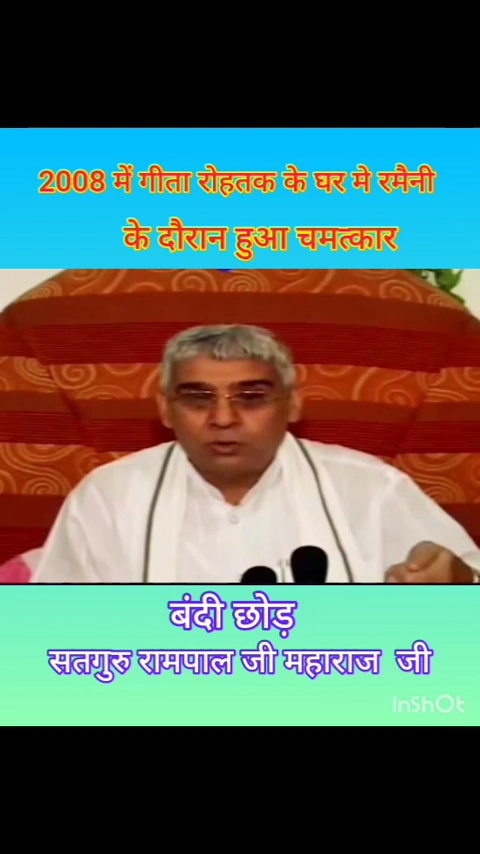 2008 में गीता रोहतक के घर मे रमैनी
के दौरान हुआ चमत्कार
बंदी छोड़
सतगुरु रामपाल जी महाराज जी
InShOt